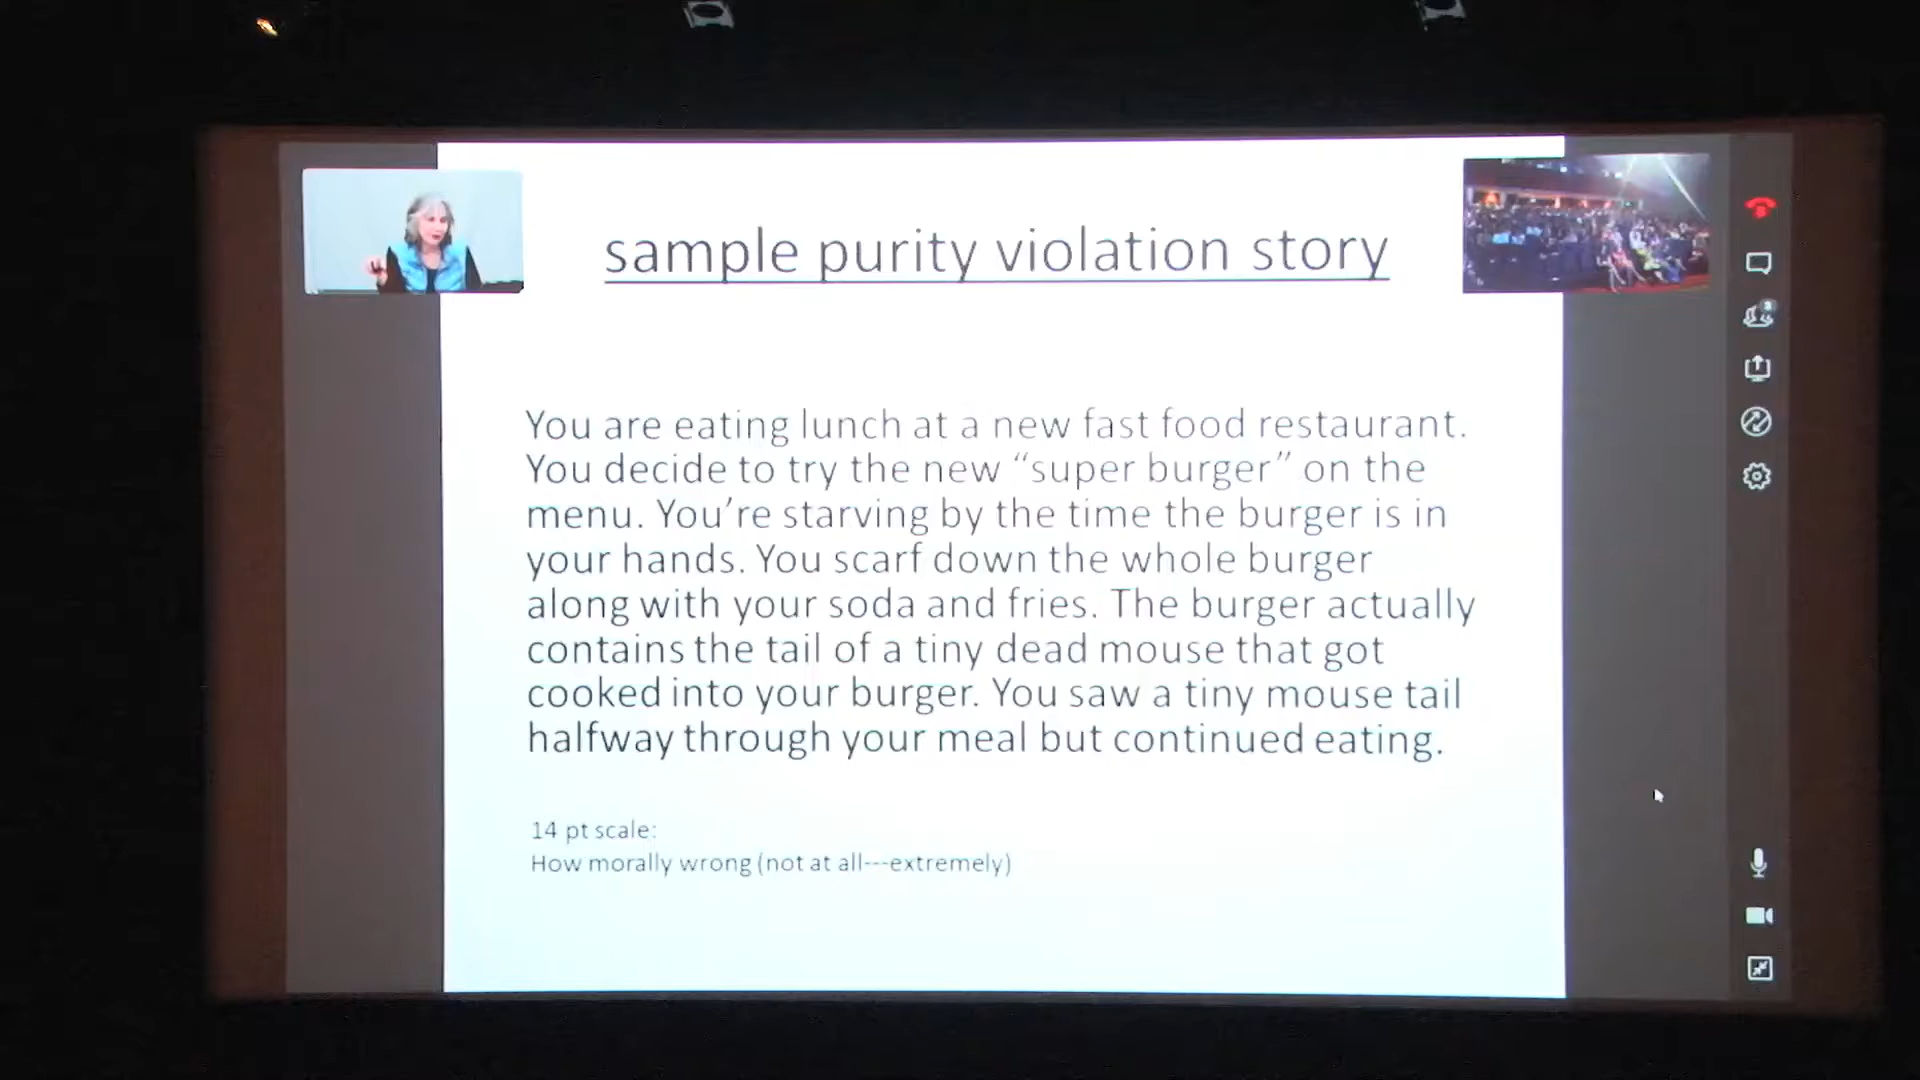 sample purity violation story
You are eating lunch at a new fast food restaurant.
You decide to try the new “super burger” on the
menu. You’re starving by the time the burger is in
your hands. You scarf down the whole burger
along with your soda and fries. The burger actually
contains the tail of a tiny dead mouse that got
cooked into your burger. You saw a tiny mouse tail
halfway through your meal but continued eating.
14 pt scale:
How morally wrong (not at all---extremely)